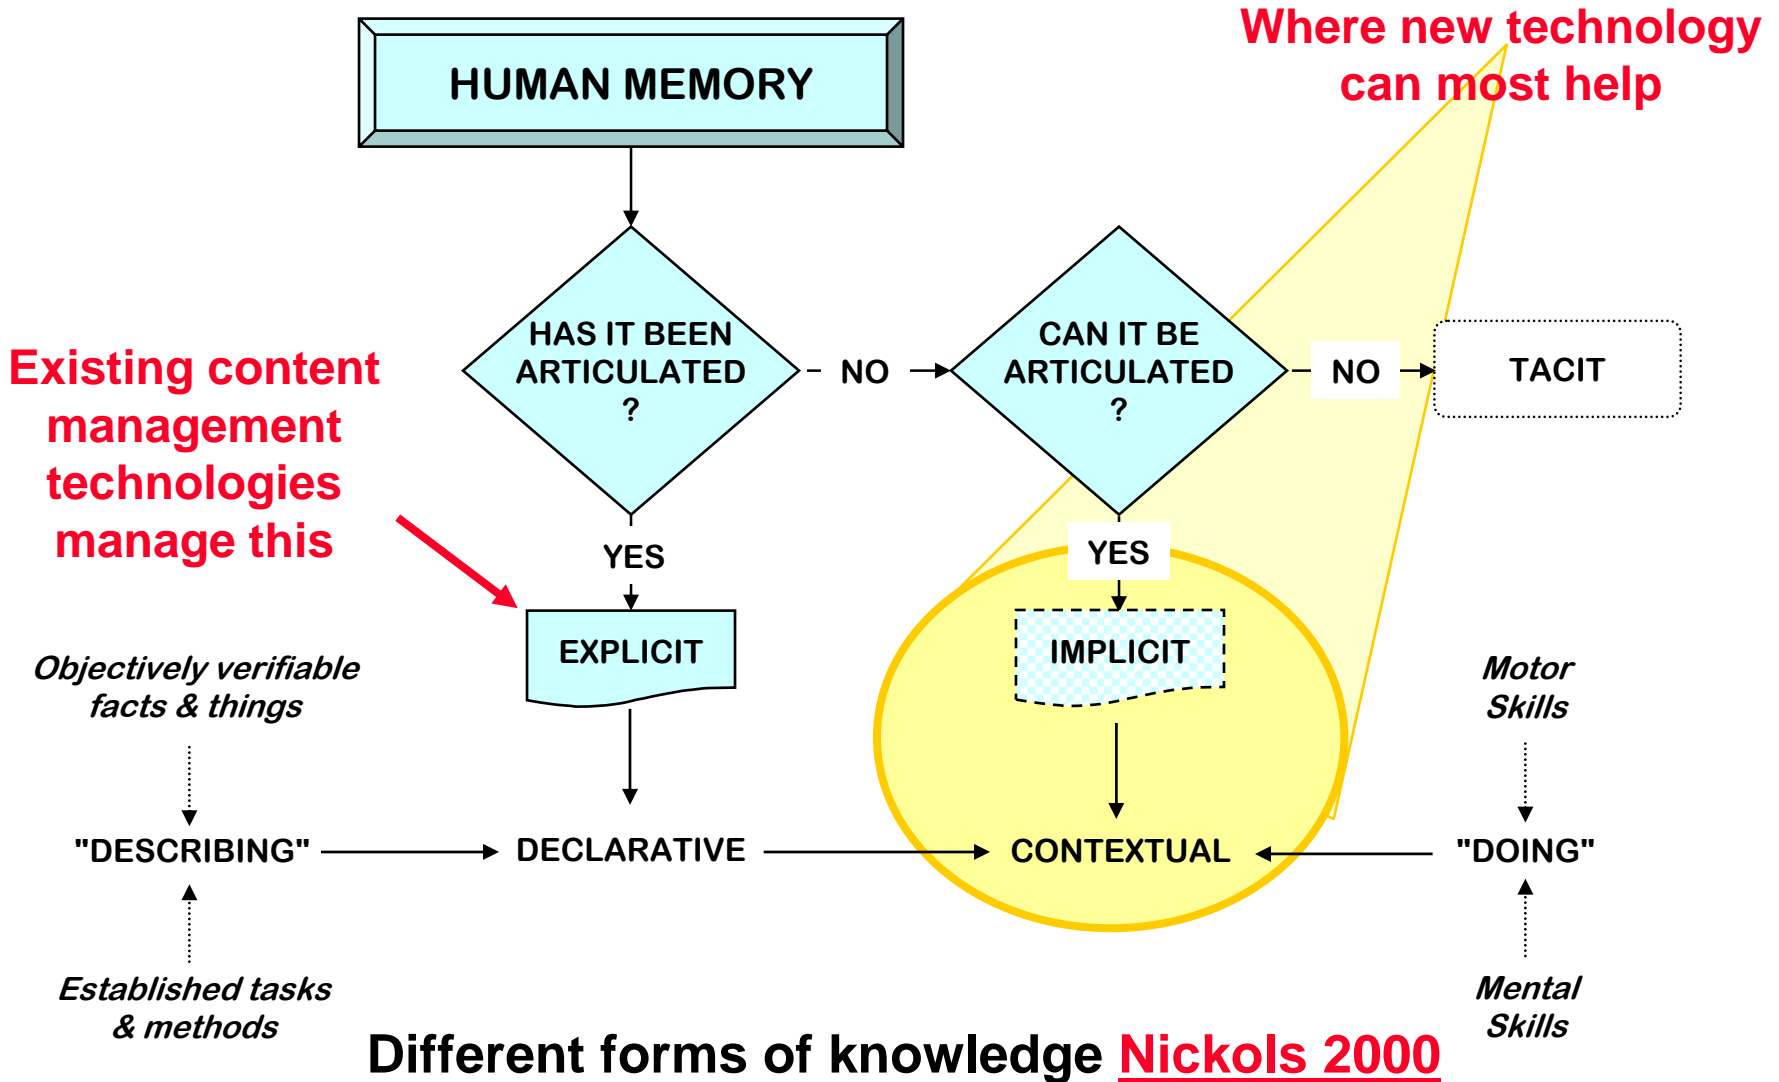 Where new technology
can most help
HUMAN MEMORY
HAS IT BEEN
ARTICULATED
?
NO
CAN IT BE
ARTICULATED
?
NO
TACIT
Existing content
management
technologies
manage this
YES
YES
EXPLICIT
IMPLICIT
Objectively verifiable
facts & things
Motor
Skills
"DESCRIBING"
DECLARATIVE
CONTEXTUAL
"DOING"
Established tasks
& methods
Mental
Skills
Different forms of knowledge Nickols 2000